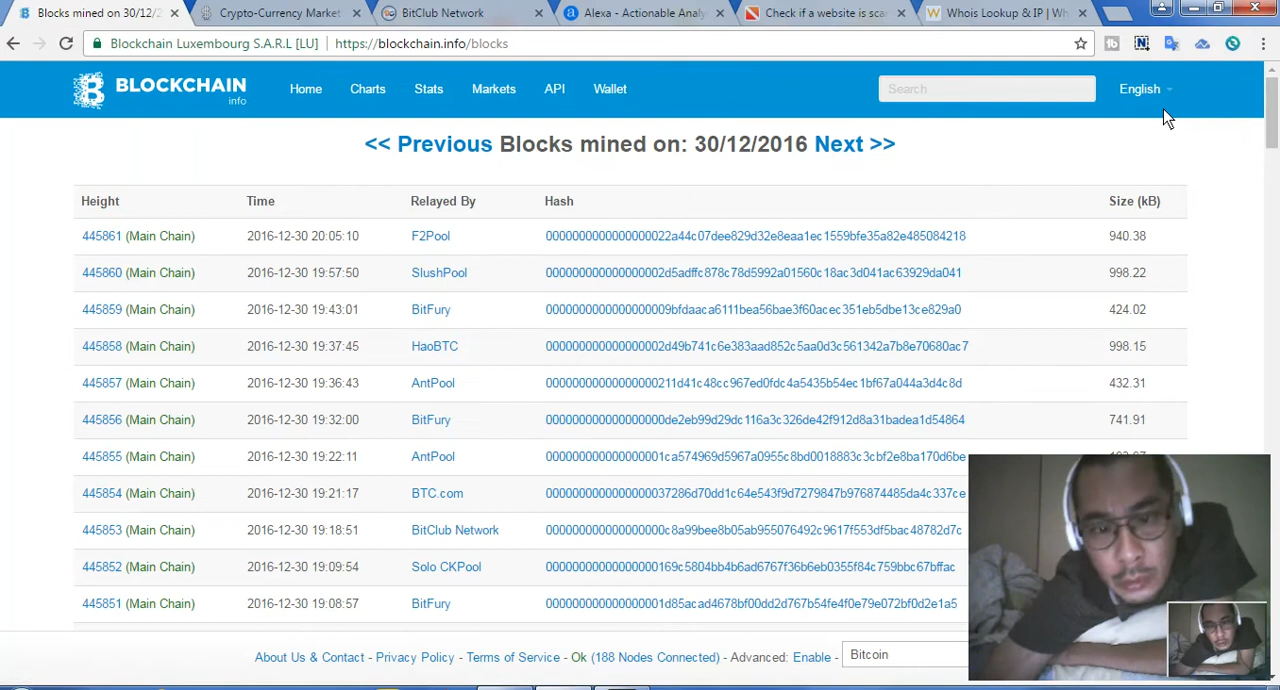 Blocks mined on: 30/12/2
Crypto-Currency Market
BitClub Network
Alexa - Actionable Analy
Check if a website is sca
Whois Lookup & IP | Wh
Blockchain Luxembourg S.A.R.L [LU] https://blockchain.info/blocks
BLOCKCHAIN
info
Home Charts Stats Markets API Wallet Search English
<< Previous Blocks mined on: 30/12/2016 Next >>
Height Time Relayed By Hash Size (kB)
445861 (Main Chain) 2016-12-30 20:05:10 F2Pool 0000000000000000022a44c07dee829d32e8eaa1ec1559bfe35a82e485084218 940.38
445860 (Main Chain) 2016-12-30 19:57:50 SlushPool 0000000000000000002d5adffc878c78d5992a01560c18ac3d041ac63929da041 998.22
445859 (Main Chain) 2016-12-30 19:43:01 BitFury 0000000000000000009bfdaaca6111bea56bae3f60acec351eb5dbe13ce829a0 424.02
445858 (Main Chain) 2016-12-30 19:37:45 HaoBTC 0000000000000000002d49b741c6e383aad852c5aa0d3c561342a7b8e70680ac7 998.15
445857 (Main Chain) 2016-12-30 19:36:43 AntPool 000000000000000000211d41c48cc967ed0fdc4a5435b54ec1bf67a044a3d4c8d 432.31
445856 (Main Chain) 2016-12-30 19:32:00 BitFury 000000000000000000de2eb99d29dc116a3c326de42f912d8a31badea1d54864 741.91
445855 (Main Chain) 2016-12-30 19:22:11 AntPool 000000000000000001ca574969d5967a0955c8bd0018883c3cbf2e8ba170d6be
445854 (Main Chain) 2016-12-30 19:21:17 BTC.com 00000000000000000037286d70dd1c64e543f9d7279847b976874485da4c337ce
445853 (Main Chain) 2016-12-30 19:18:51 BitClub Network 000000000000000000c8a99bee8b05ab955076492c9617f553df5bac48782d7c
445852 (Main Chain) 2016-12-30 19:09:54 Solo CKPool 000000000000000000169c5804bb4b6ad6767f36b6eb0355f84c759bbc67bffac
445851 (Main Chain) 2016-12-30 19:08:57 BitFury 000000000000000001d85acad4678bf00dd2d767b54fe4f0e79e072bf0d2e1a5
About Us & Contact - Privacy Policy - Terms of Service - Ok (188 Nodes Connected) - Advanced: Enable - Bitcoin